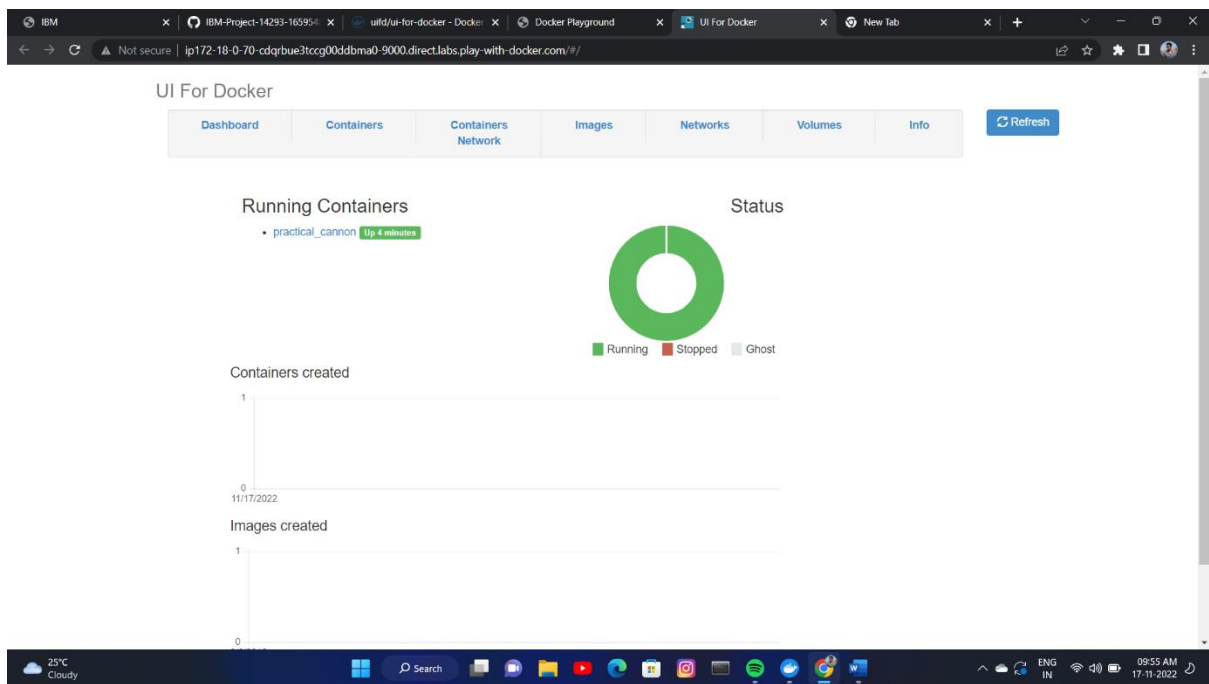 IBM
IBM-Project-14293-165954
uifd/ui-for-docker - Docker
Docker Playground
UI For Docker
New Tab
Not secure | ip172-18-0-70-cdqrbue3tccg00ddbma0-9000.direct.labs.play-with-docker.com/#/
UI For Docker
Dashboard
Containers
Containers
Network
Images
Networks
Volumes
Info
Refresh
Running Containers
practical_cannon Up 4 minutes
Status
Running Stopped Ghost
Containers created
1
0
11/17/2022
Images created
1
0
25°C
Cloudy
Search
ENG
IN
09:55 AM
17-11-2022